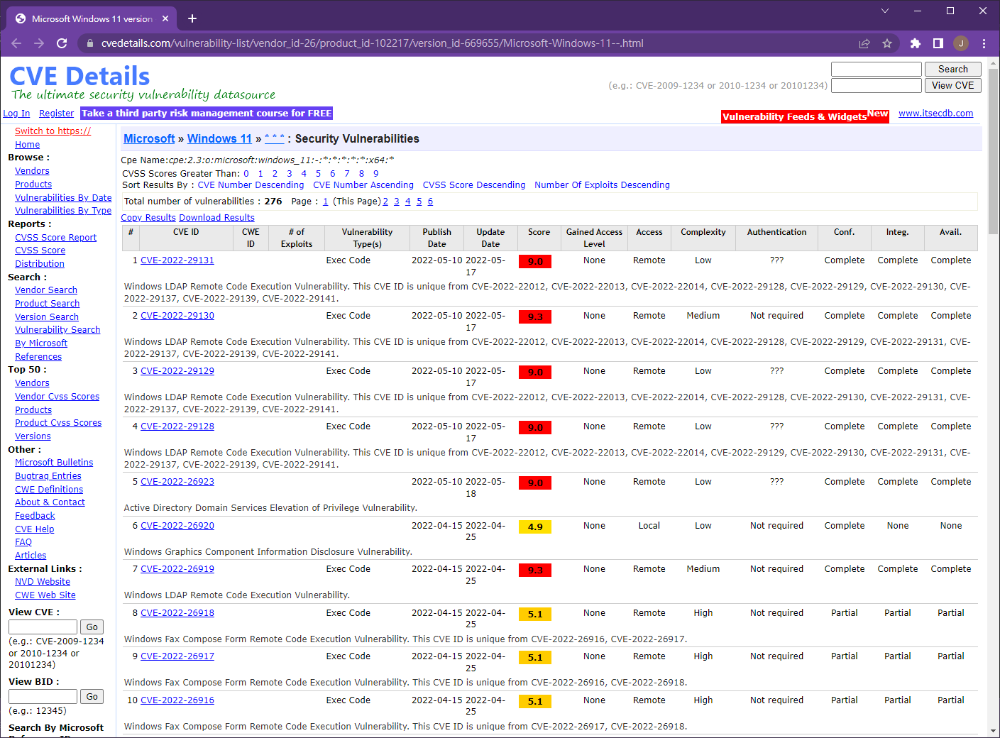 Microsoft Windows 11 version
cvedetails.com/vulnerability-list/vendor_id-26/product_id-102217/version_id-669655/Microsoft-Windows-11--.html
J
CVE Details
The ultimate security vulnerability datasource
Search
(e.g.: CVE-2009-1234 or 2010-1234 or 20101234)
View CVE
Log In Register Take a third party risk management course for FREE
Vulnerability Feeds & Widgets New www.itsecdb.com
Switch to https://
Home
Browse :
Vendors
Products
Vulnerabilities By Date
Vulnerabilities By Type
Reports :
CVSS Score Report
CVSS Score
Distribution
Search :
Vendor Search
Product Search
Version Search
Vulnerability Search
By Microsoft
References
Top 50 :
Vendors
Vendor Cvss Scores
Products
Product Cvss Scores
Versions
Other :
Microsoft Bulletins
Bugtraq Entries
CWE Definitions
About & Contact
Feedback
CVE Help
FAQ
Articles
External Links :
NVD Website
CWE Web Site
View CVE :
Go
(e.g.: CVE-2009-1234
or 2010-1234 or
20101234)
View BID :
Go
(e.g.: 12345)
Search By Microsoft
Microsoft » Windows 11 » * * * : Security Vulnerabilities
Cpe Name:cpe:2.3:o:microsoft:windows_11:-:*:*:*:*:*:x64:*
CVSS Scores Greater Than: 0 1 2 3 4 5 6 7 8 9
Sort Results By : CVE Number Descending CVE Number Ascending CVSS Score Descending Number Of Exploits Descending
Total number of vulnerabilities : 276 Page : 1 (This Page) 2 3 4 5 6
Copy Results Download Results
# CVE ID CWE ID # of Exploits Vulnerability Type(s) Publish Date Update Date Score Gained Access Level Access Complexity Authentication Conf. Integ. Avail.
1 CVE-2022-29131 Exec Code 2022-05-10 2022-05-17 9.0 None Remote Low ??? Complete Complete Complete
Windows LDAP Remote Code Execution Vulnerability. This CVE ID is unique from CVE-2022-22012, CVE-2022-22013, CVE-2022-22014, CVE-2022-29128, CVE-2022-29129, CVE-2022-29130, CVE-
2022-29137, CVE-2022-29139, CVE-2022-29141.
2 CVE-2022-29130 Exec Code 2022-05-10 2022-05-17 9.3 None Remote Medium Not required Complete Complete Complete
Windows LDAP Remote Code Execution Vulnerability. This CVE ID is unique from CVE-2022-22012, CVE-2022-22013, CVE-2022-22014, CVE-2022-29128, CVE-2022-29129, CVE-2022-29131, CVE-
2022-29137, CVE-2022-29139, CVE-2022-29141.
3 CVE-2022-29129 Exec Code 2022-05-10 2022-05-17 9.0 None Remote Low ??? Complete Complete Complete
Windows LDAP Remote Code Execution Vulnerability. This CVE ID is unique from CVE-2022-22012, CVE-2022-22013, CVE-2022-22014, CVE-2022-29128, CVE-2022-29130, CVE-2022-29131, CVE-
2022-29137, CVE-2022-29139, CVE-2022-29141.
4 CVE-2022-29128 Exec Code 2022-05-10 2022-05-17 9.0 None Remote Low ??? Complete Complete Complete
Windows LDAP Remote Code Execution Vulnerability. This CVE ID is unique from CVE-2022-22012, CVE-2022-22013, CVE-2022-22014, CVE-2022-29129, CVE-2022-29130, CVE-2022-29131, CVE-
2022-29137, CVE-2022-29139, CVE-2022-29141.
5 CVE-2022-26923 2022-05-10 2022-05-18 9.0 None Remote Low ??? Complete Complete Complete
Active Directory Domain Services Elevation of Privilege Vulnerability.
6 CVE-2022-26920 2022-04-15 2022-04-25 4.9 None Local Low Not required Complete None None
Windows Graphics Component Information Disclosure Vulnerability.
7 CVE-2022-26919 Exec Code 2022-04-15 2022-04-25 9.3 None Remote Medium Not required Complete Complete Complete
Windows LDAP Remote Code Execution Vulnerability.
8 CVE-2022-26918 Exec Code 2022-04-15 2022-04-25 5.1 None Remote High Not required Partial Partial Partial
Windows Fax Compose Form Remote Code Execution Vulnerability. This CVE ID is unique from CVE-2022-26916, CVE-2022-26917.
9 CVE-2022-26917 Exec Code 2022-04-15 2022-04-25 5.1 None Remote High Not required Partial Partial Partial
Windows Fax Compose Form Remote Code Execution Vulnerability. This CVE ID is unique from CVE-2022-26916, CVE-2022-26918.
10 CVE-2022-26916 Exec Code 2022-04-15 2022-04-25 5.1 None Remote High Not required Partial Partial Partial
Windows Fax Compose Form Remote Code Execution Vulnerability. This CVE ID is unique from CVE-2022-26917, CVE-2022-26918.